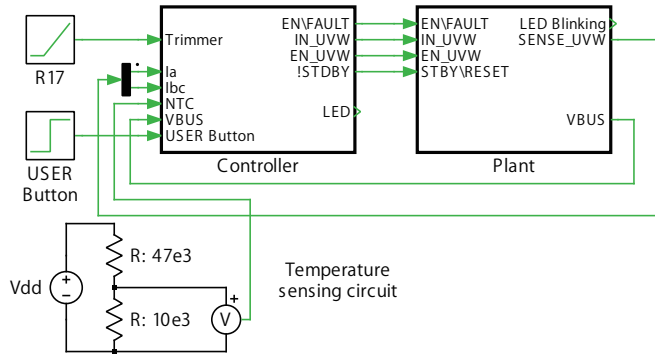 R17
USER
Button
Trimmer
Ia
Ibc
NTC
VBUS
USER Button
EN\FAULT
IN_UVW
EN_UVW
!STDBY
LED
Controller
EN\FAULT
IN_UVW
EN_UVW
STBY\RESET
LED Blinking
SENSE_UVW
VBUS
Plant
Vdd
+
−
R: 47e3
R: 10e3
+
V
Temperature
sensing circuit